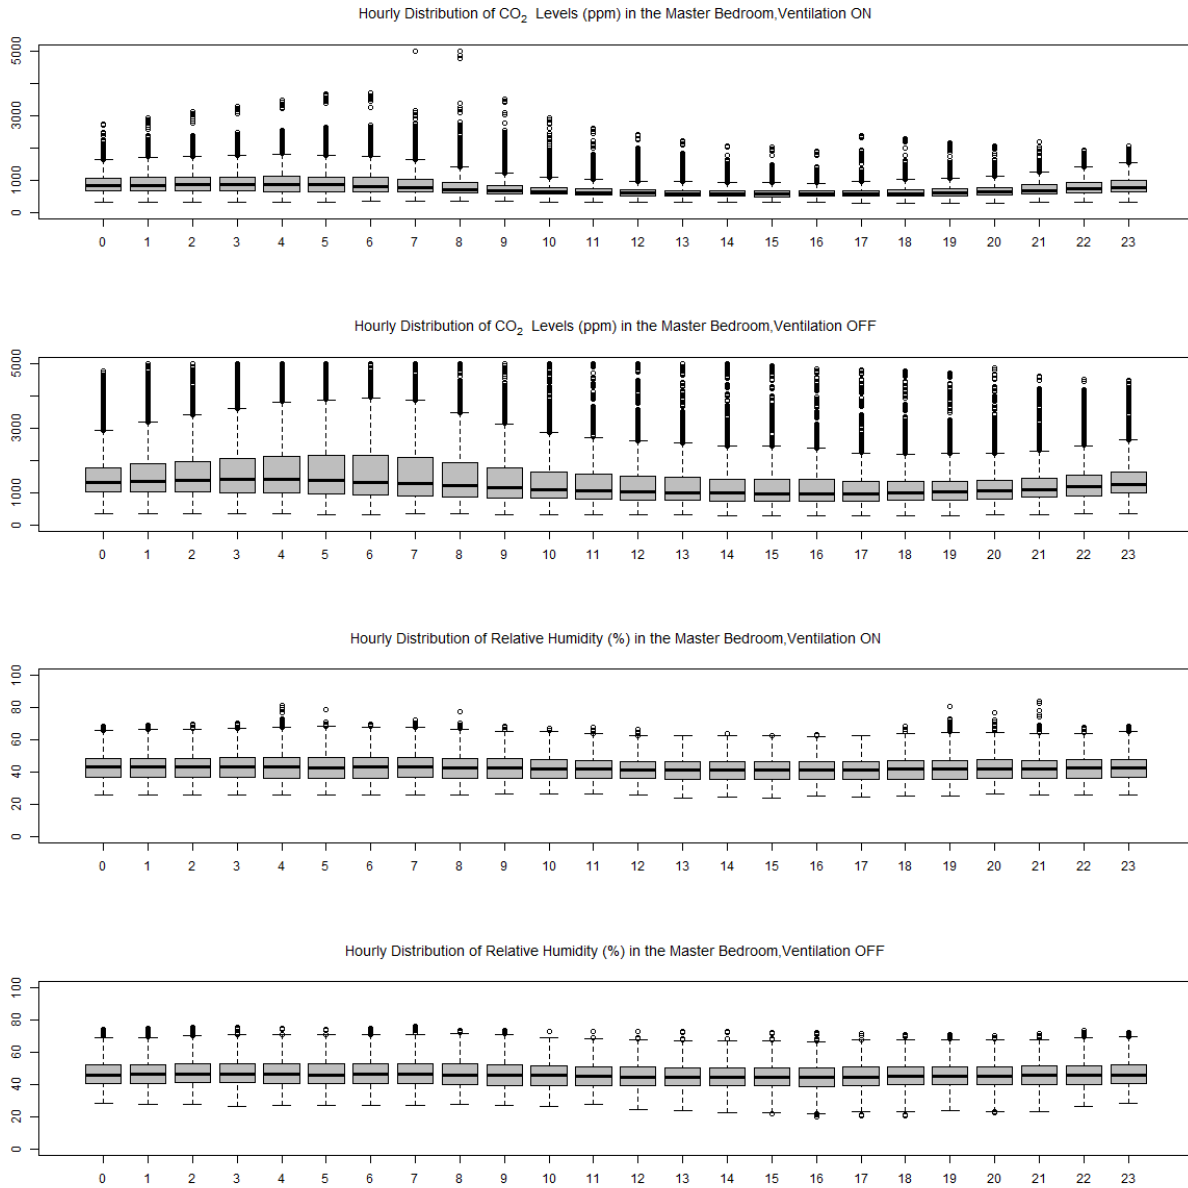 Hourly Distribution of CO₂ Levels (ppm) in the Master Bedroom,Ventilation ON
5000
3000
1000
0
0 1 2 3 4 5 6 7 8 9 10 11 12 13 14 15 16 17 18 19 20 21 22 23
Hourly Distribution of CO₂ Levels (ppm) in the Master Bedroom,Ventilation OFF
5000
3000
1000
0
0 1 2 3 4 5 6 7 8 9 10 11 12 13 14 15 16 17 18 19 20 21 22 23
Hourly Distribution of Relative Humidity (%) in the Master Bedroom,Ventilation ON
100
80
60
40
20
0
0 1 2 3 4 5 6 7 8 9 10 11 12 13 14 15 16 17 18 19 20 21 22 23
Hourly Distribution of Relative Humidity (%) in the Master Bedroom,Ventilation OFF
100
80
60
40
20
0
0 1 2 3 4 5 6 7 8 9 10 11 12 13 14 15 16 17 18 19 20 21 22 23